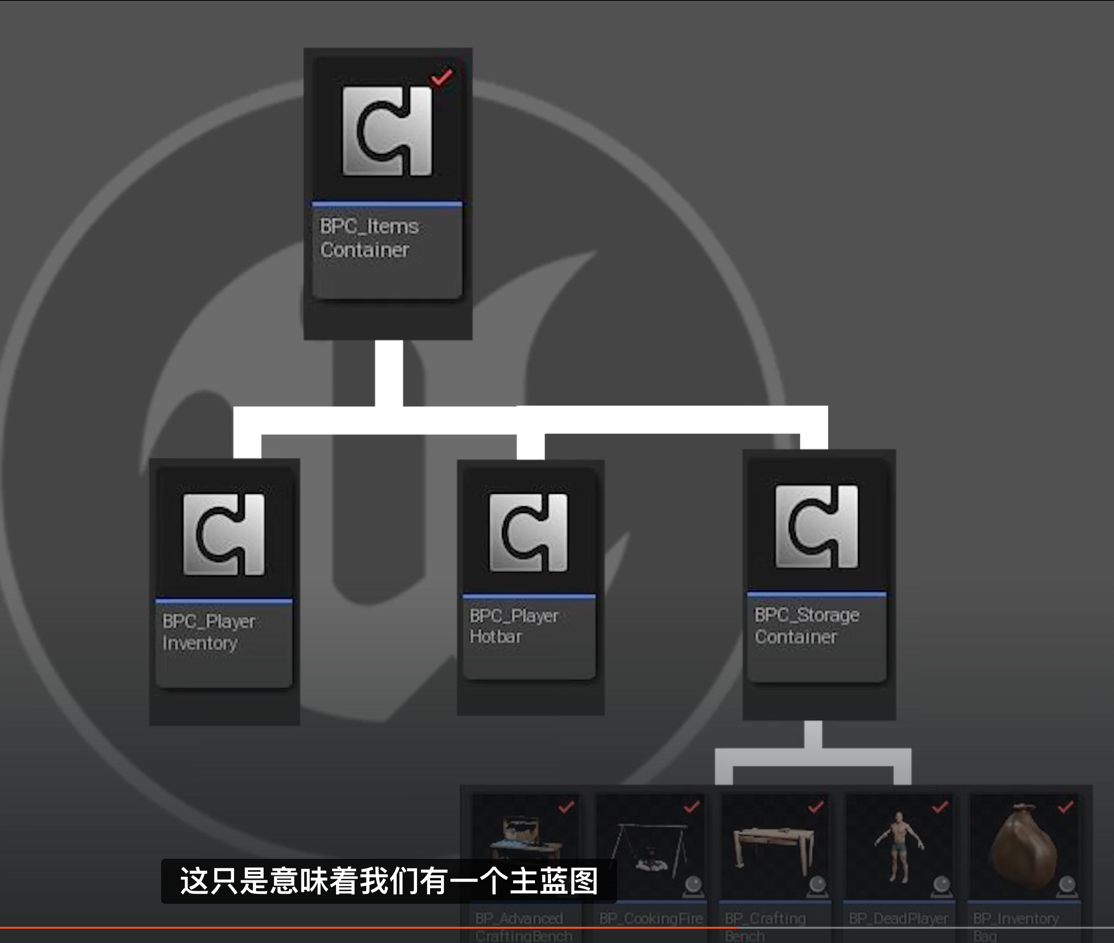 BPC_Items
Container
BPC_Player
Inventory
BPC_Player
Hotbar
BPC_Storage
Container
这只是意味着我们有一个主蓝图
BP_Advanced
CraftingBench
BP_CookingFire
BP_Crafting
Bench
BP_DeadPlayer
BP_Inventory
Bag